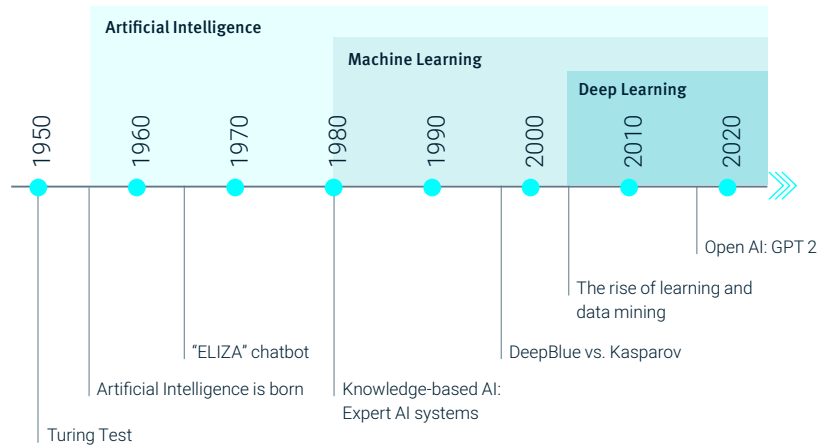 Artificial Intelligence
Machine Learning
Deep Learning
1950
1960
1970
1980
1990
2000
2010
2020
Open AI: GPT 2
The rise of learning and
data mining
“ELIZA” chatbot
DeepBlue vs. Kasparov
Artificial Intelligence is born
Knowledge-based AI:
Expert AI systems
Turing Test